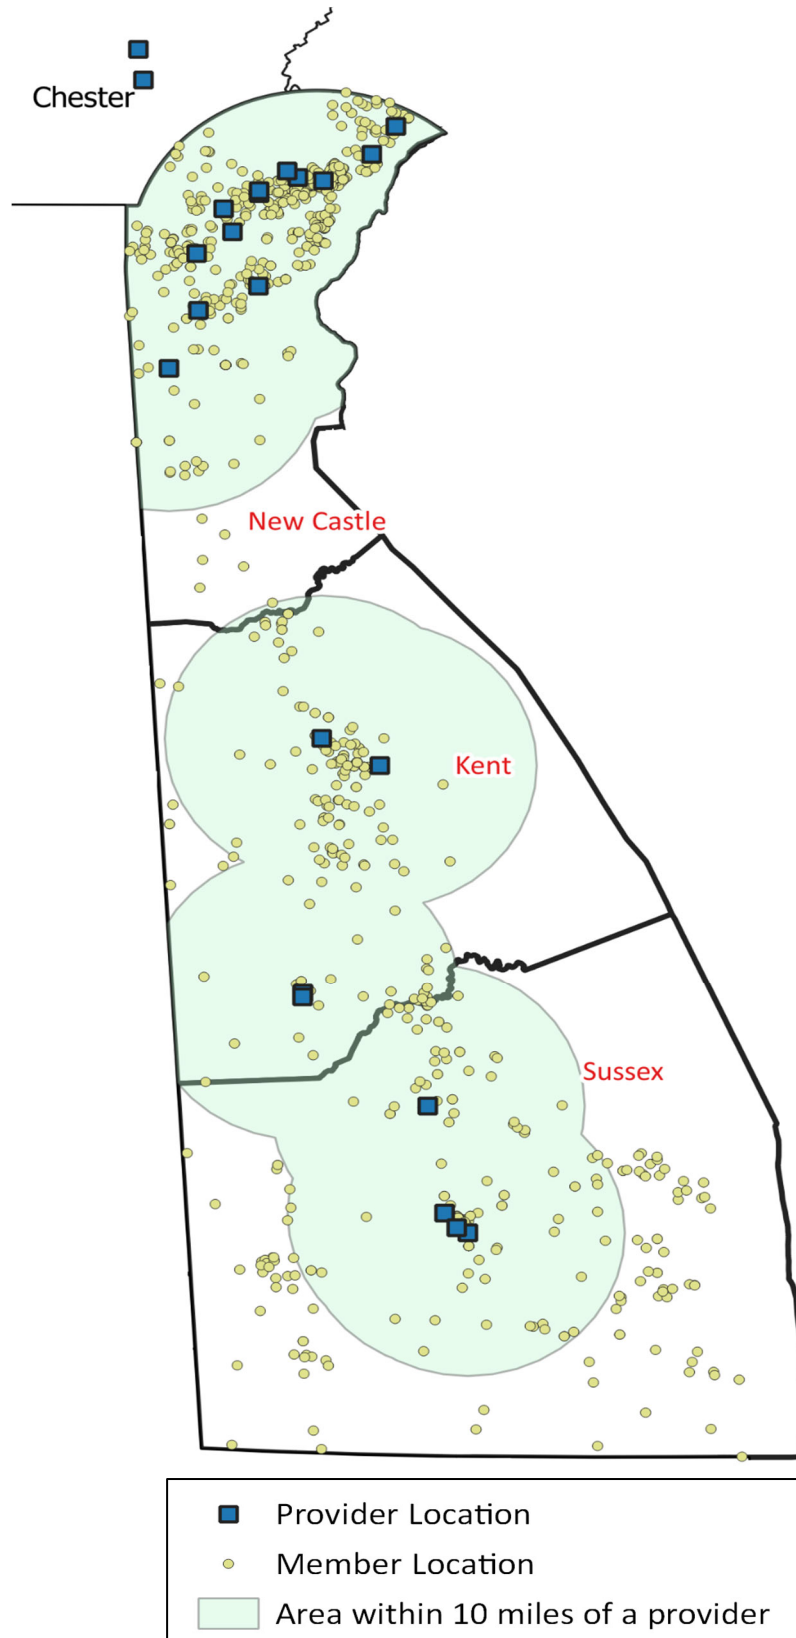 Chester
New Castle
Kent
Sussex
Provider Location
Member Location
Area within 10 miles of a provider